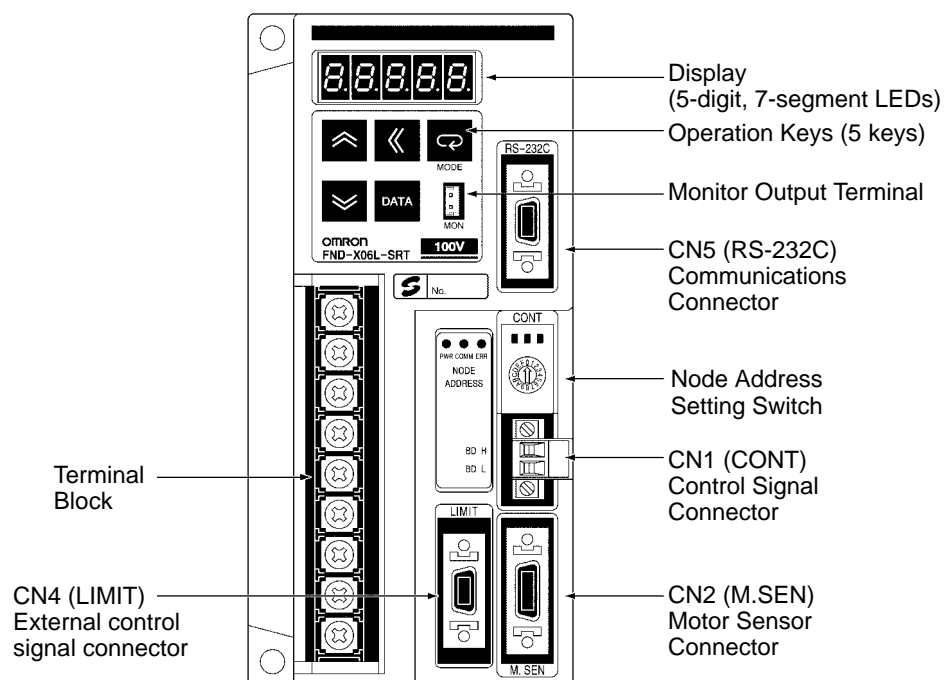 88888.
Display
(5-digit, 7-segment LEDs)
Operation Keys (5 keys)
MODE
DATA
MON
Monitor Output Terminal
OMRON
FND-X06L-SRT
100V
S
No.
RS-232C
CN5 (RS-232C)
Communications
Connector
CONT
PWR COMM ERR
NODE
ADDRESS
Node Address
Setting Switch
BD H
BD L
CN1 (CONT)
Control Signal
Connector
Terminal
Block
LIMIT
CN4 (LIMIT)
External control
signal connector
CN2 (M.SEN)
Motor Sensor
Connector
M. SEN